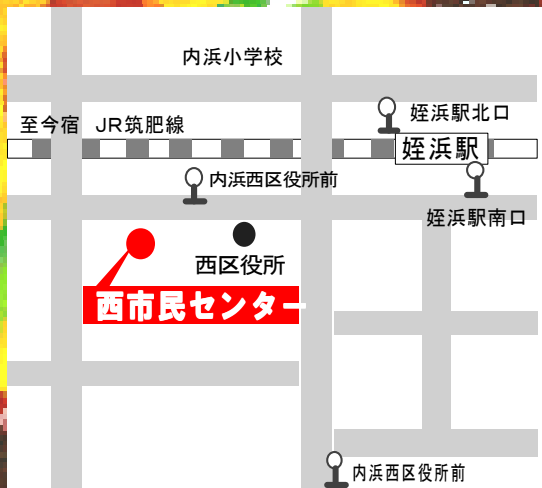 内浜小学校
姪浜駅北口
至今宿 JR筑肥線
姪浜駅
内浜西区役所前
姪浜駅南口
西区役所
西市民センター
内浜西区役所前